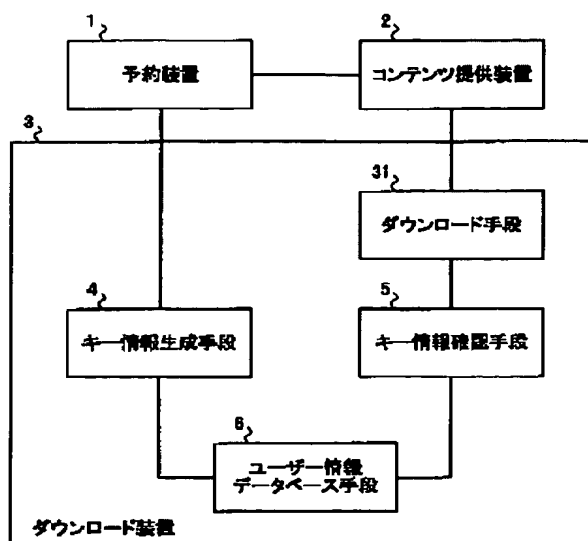 1
予約装置
2
コンテンツ提供装置
3
31
ダウンロード手段
4
キー情報生成手段
5
キー情報確認手段
6
ユーザー情報
データベース手段
ダウンロード装置